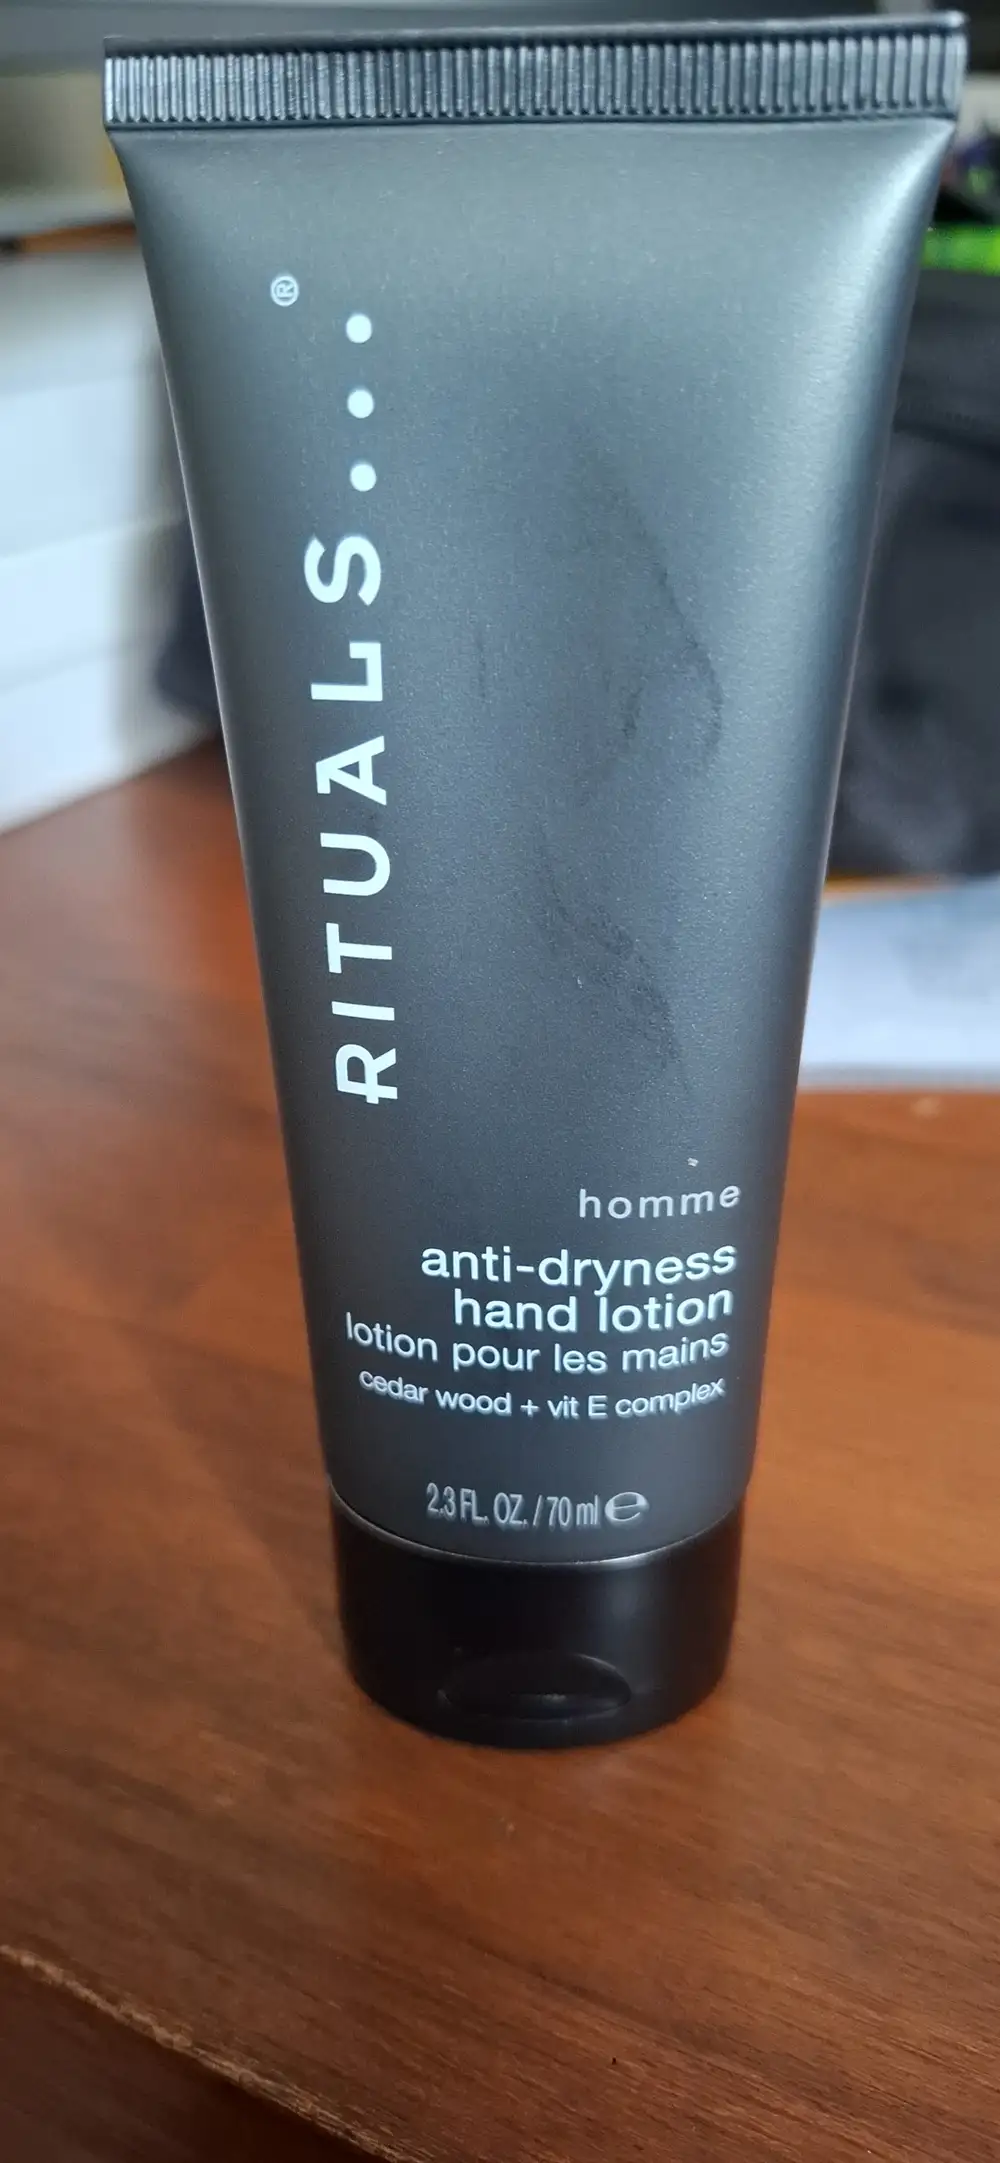 RITUALS...®
homme
anti-dryness
hand lotion
lotion pour les mains
cedar wood + vit E complex
2.3 FL. OZ. / 70 ml ℮